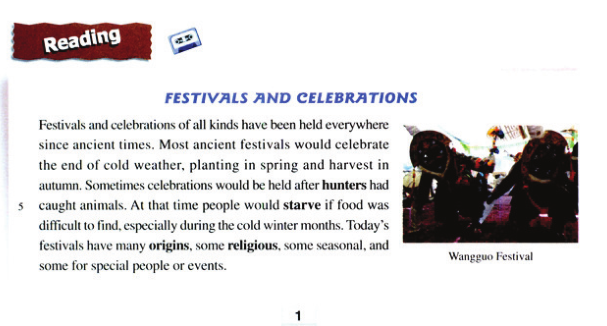 Reading
FESTIVALS AND CELEBRATIONS
Festivals and celebrations of all kinds have been held everywhere
since ancient times. Most ancient festivals would celebrate
the end of cold weather, planting in spring and harvest in
autumn. Sometimes celebrations would be held after hunters had
5 caught animals. At that time people would starve if food was
difficult to find, especially during the cold winter months. Today's
festivals have many origins, some religious, some seasonal, and
some for special people or events.
Wangguo Festival
1